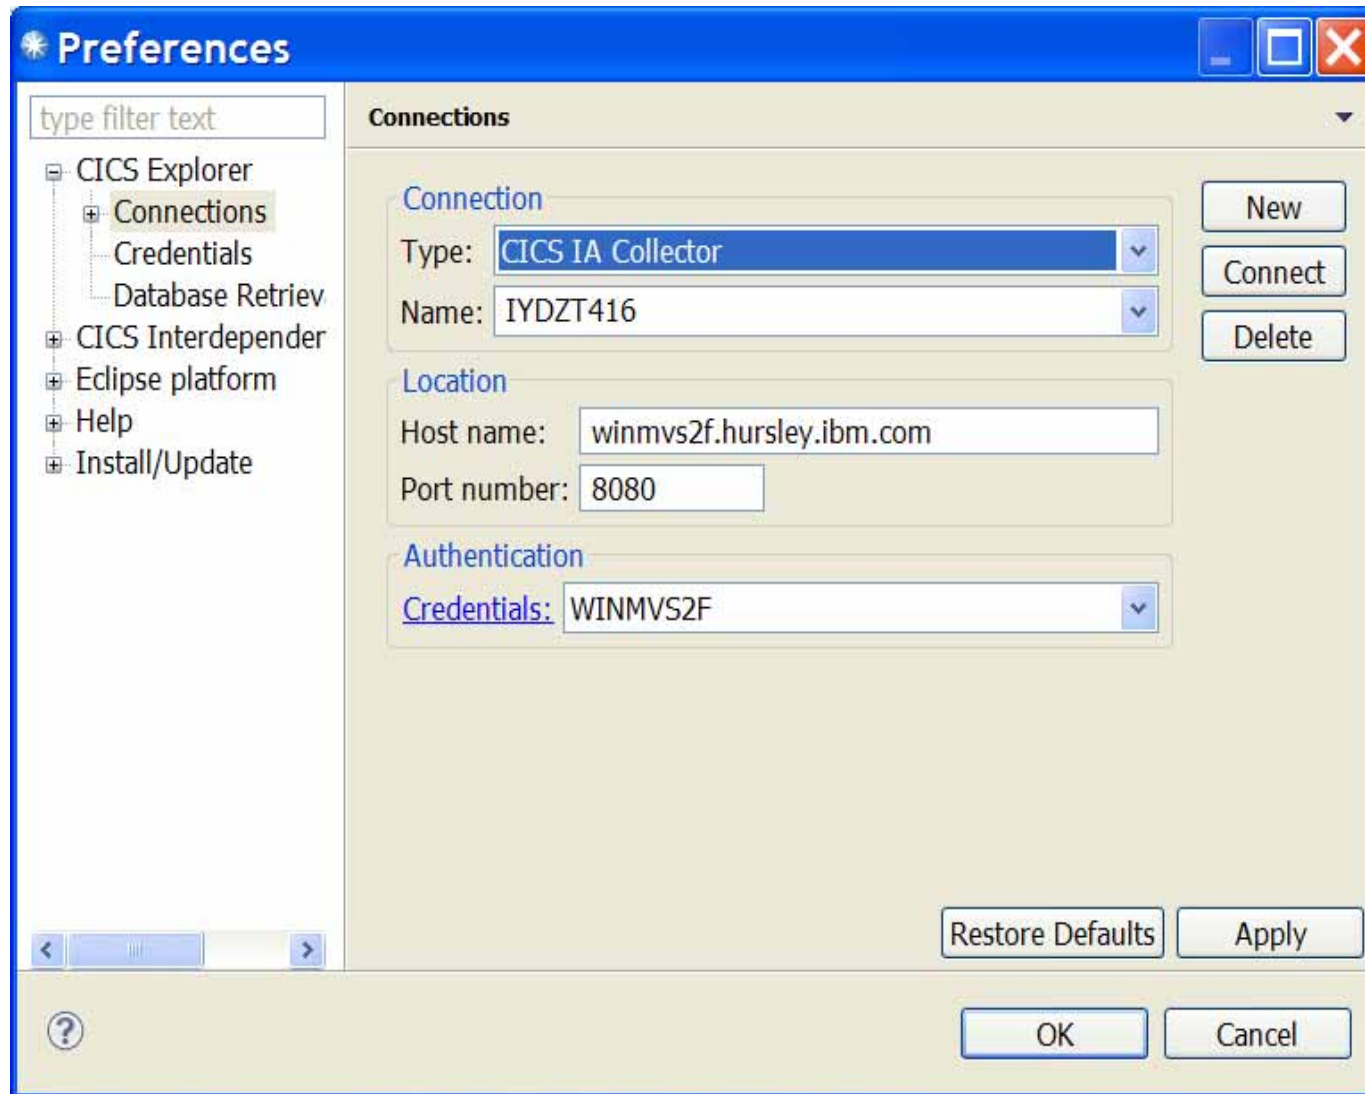 Preferences
type filter text
CICS Explorer
Connections
Credentials
Database Retriev
CICS Interdepender
Eclipse platform
Help
Install/Update
Connections
Connection
Type: CICS IA Collector
Name: IYDZT416
New
Connect
Delete
Location
Host name: winmvs2f.hursley.ibm.com
Port number: 8080
Authentication
Credentials: WINMVS2F
Restore Defaults Apply
? OK Cancel